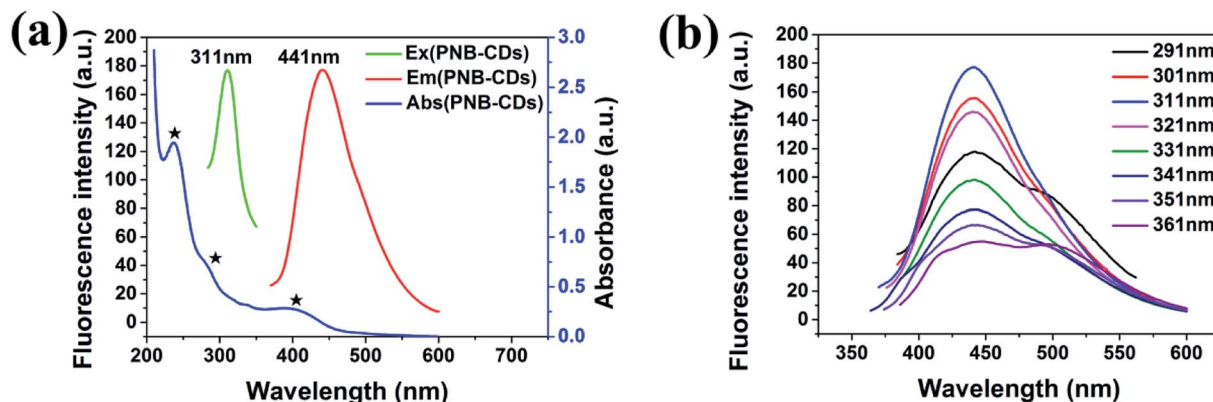 (a)
311nm
441nm
Ex(PNB-CDs)
Em(PNB-CDs)
Abs(PNB-CDs)
Fluorescence intensity (a.u.)
200
180
160
140
120
100
80
60
40
20
0
3.0
2.5
2.0
1.5
1.0
0.5
0.0
Absorbance (a.u.)
200 300 400 500 600 700
Wavelength (nm)
(b)
Fluorescence intensity (a.u.)
200
180
160
140
120
100
80
60
40
20
0
291nm
301nm
311nm
321nm
331nm
341nm
351nm
361nm
350 400 450 500 550 600
Wavelength (nm)